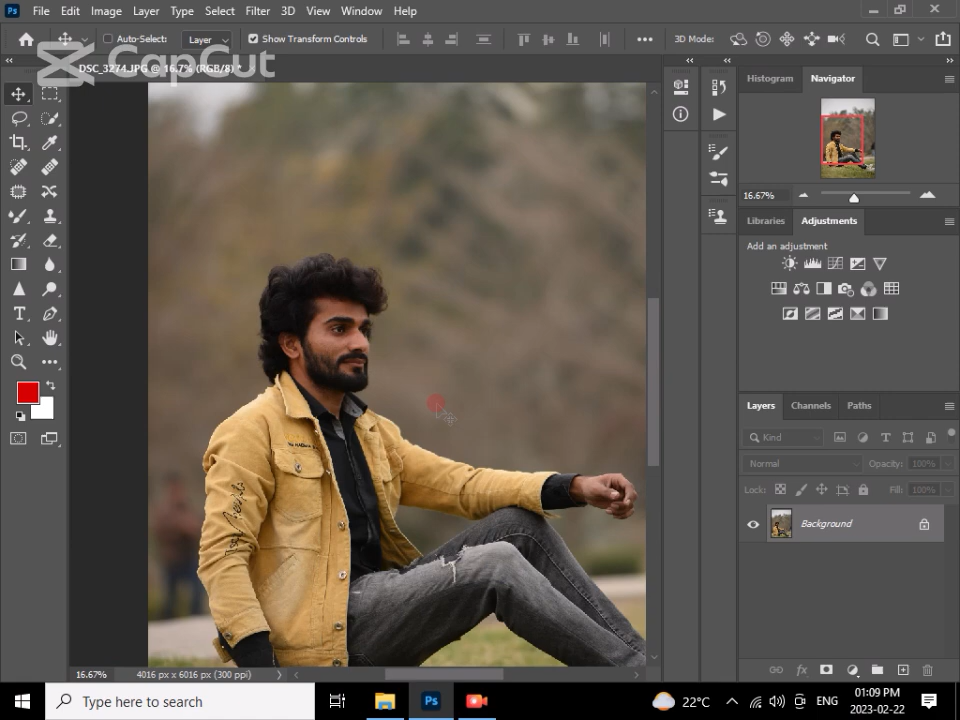 Ps File Edit Image Layer Type Select Filter 3D View Window Help
Auto-Select: Layer Show Transform Controls 3D Mode:
CapCut
DSC_3274.JPG @ 16.7% (RGB/8) *
Histogram Navigator
16.67%
Libraries Adjustments
Add an adjustment
Layers Channels Paths
Kind
Normal Opacity: 100%
Lock: Fill: 100%
Background
16.67% 4016 px x 6016 px (300 ppi)
Type here to search Ps 22°C ENG 01:09 PM
2023-02-22